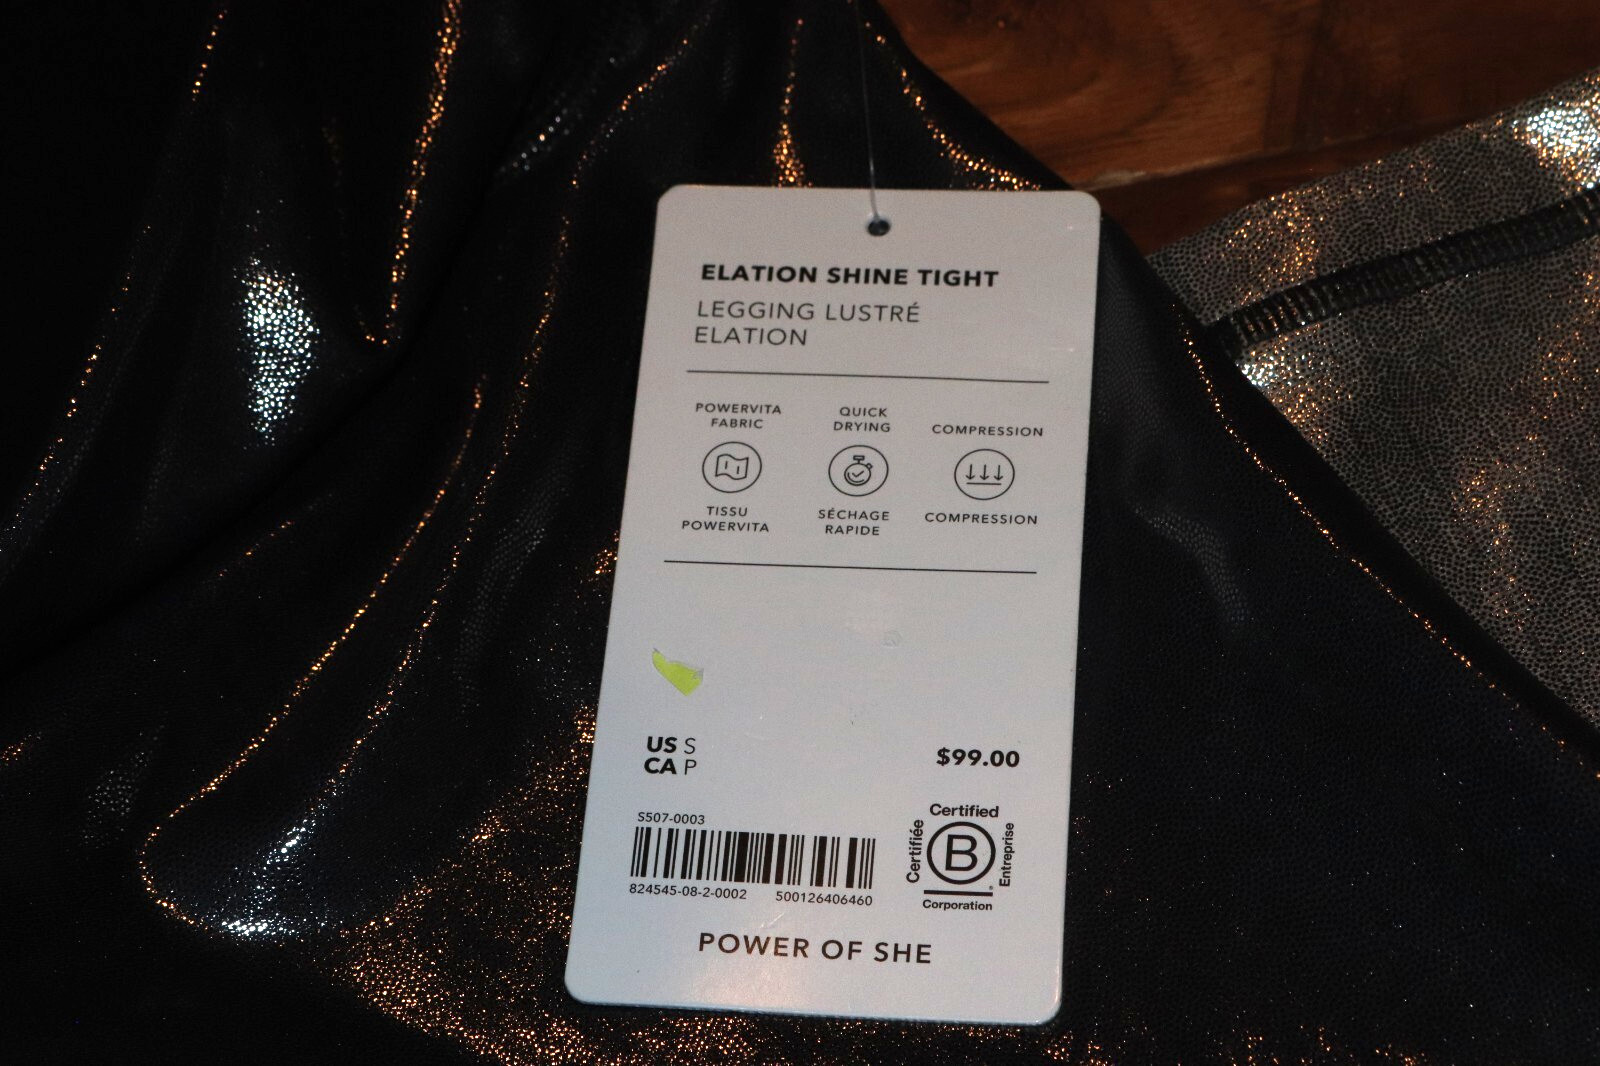 ELATION SHINE TIGHT
LEGGING LUSTRÉ
ELATION
POWERVITA
FABRIC
QUICK
DRYING
COMPRESSION
TISSU
POWERVITA
SÉCHAGE
RAPIDE
COMPRESSION
US S
CA P
$99.00
S507-0003
824545-08-2-0002 500126406460
Certified
Certifiée
B
Entreprise
Corporation
POWER OF SHE